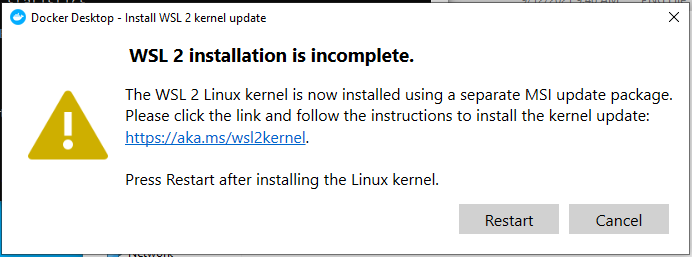 Docker Desktop - Install WSL 2 kernel update
WSL 2 installation is incomplete.
The WSL 2 Linux kernel is now installed using a separate MSI update package.
Please click the link and follow the instructions to install the kernel update:
https://aka.ms/wsl2kernel.
Press Restart after installing the Linux kernel.
Restart
Cancel
Network